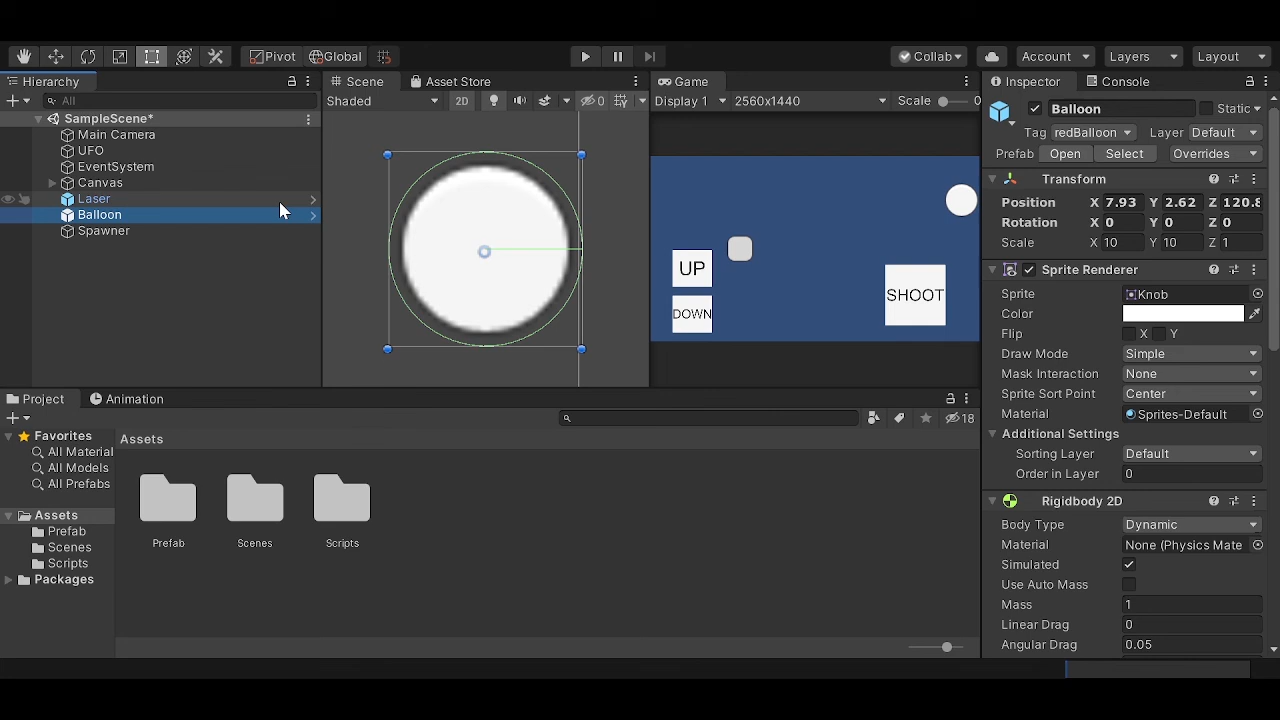 Pivot Global Collab Account Layers Layout
Hierarchy
All
SampleScene*
Main Camera
UFO
EventSystem
Canvas
Laser
Balloon
Spawner
Scene Asset Store
Shaded 2D 0
Game
Display 1 2560x1440 Scale 0
UP
DOWN
SHOOT
Inspector Console
Balloon Static
Tag redBalloon Layer Default
Prefab Open Select Overrides
Transform
Position X 7.93 Y 2.62 Z 120.8
Rotation X 0 Y 0 Z 0
Scale X 10 Y 10 Z 1
Sprite Renderer
Sprite Knob
Color
Flip X Y
Draw Mode Simple
Mask Interaction None
Sprite Sort Point Center
Material Sprites-Default
Additional Settings
Sorting Layer Default
Order in Layer 0
Rigidbody 2D
Body Type Dynamic
Material None (Physics Mate
Simulated
Use Auto Mass
Mass 1
Linear Drag 0
Angular Drag 0.05
Project Animation
18
Favorites
All Material
All Models
All Prefabs
Assets
Prefab
Scenes
Scripts
Packages
Assets
Prefab Scenes Scripts